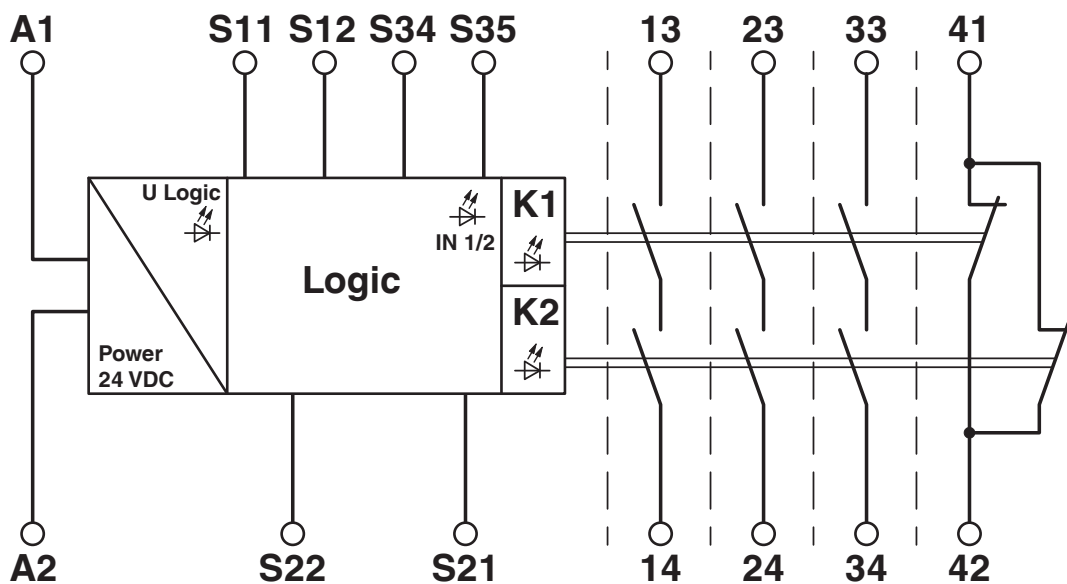 A1 S11 S12 S34 S35 13 23 33 41
U Logic
K1
IN 1/2
Logic
K2
Power
24 VDC
A2 S22 S21 14 24 34 42